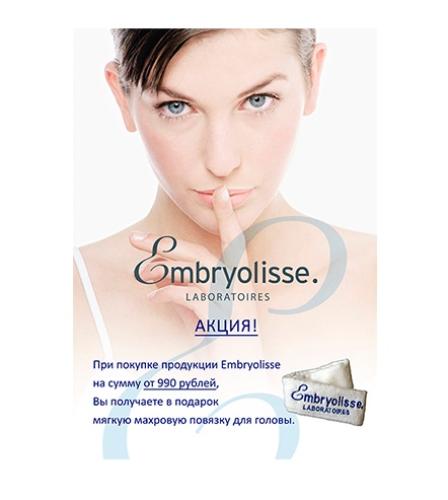 Embryolisse.
LABORATOIRES
АКЦИЯ!
При покупке продукции Embryolisse
на сумму от 990 рублей,
Вы получаете в подарок
мягкую махровую повязку для головы.
Embryolisse.
LABORATOIRES